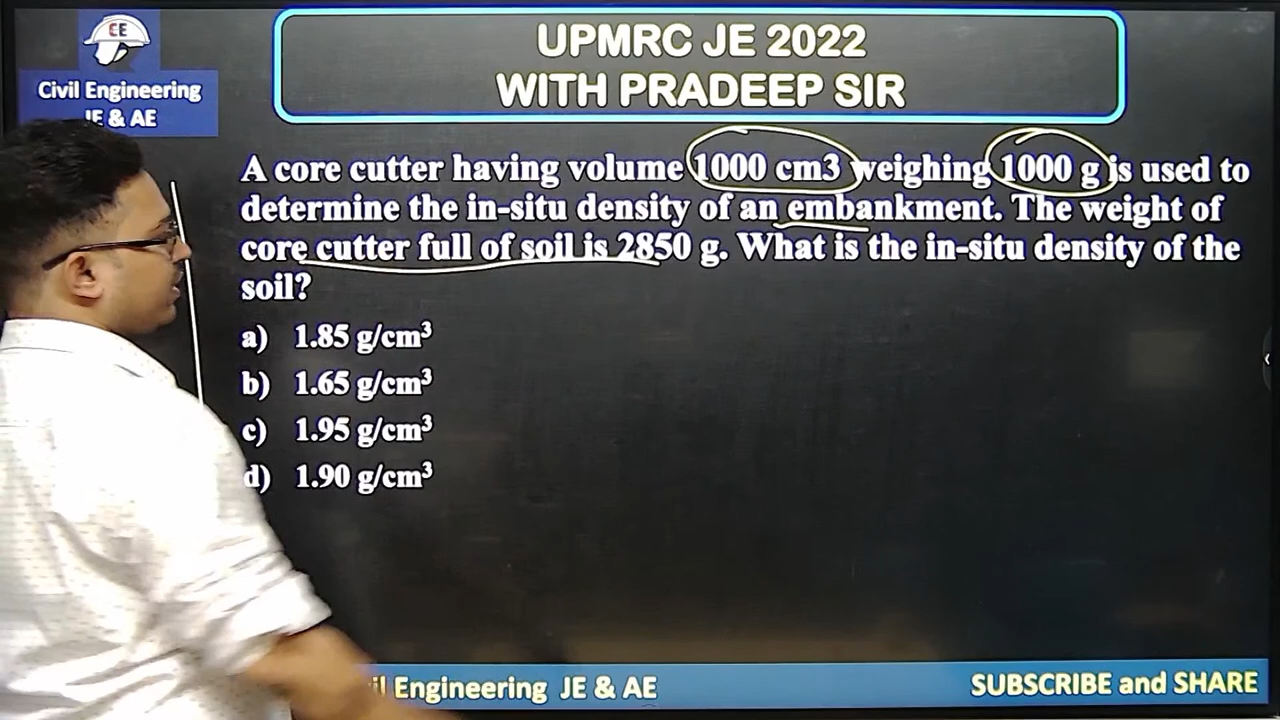 CE
Civil Engineering
JE & AE
UPMRC JE 2022
WITH PRADEEP SIR
A core cutter having volume 1000 cm3 weighing 1000 g is used to
determine the in-situ density of an embankment. The weight of
core cutter full of soil is 2850 g. What is the in-situ density of the
soil?
a) 1.85 g/cm³
b) 1.65 g/cm³
c) 1.95 g/cm³
d) 1.90 g/cm³
Engineering JE & AE
SUBSCRIBE and SHARE